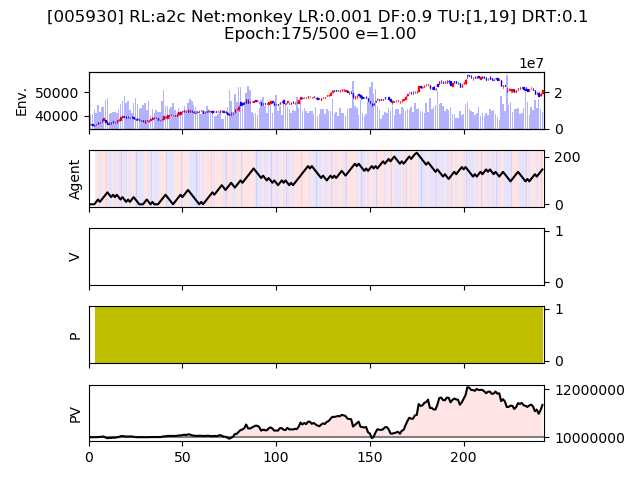 [005930] RL:a2c Net:monkey LR:0.001 DF:0.9 TU:[1,19] DRT:0.1
Epoch:175/500 e=1.00
1e7
Env.
50000
40000
2
0
Agent
200
0
V
1
0
P
1
0
PV
12000000
10000000
0 50 100 150 200